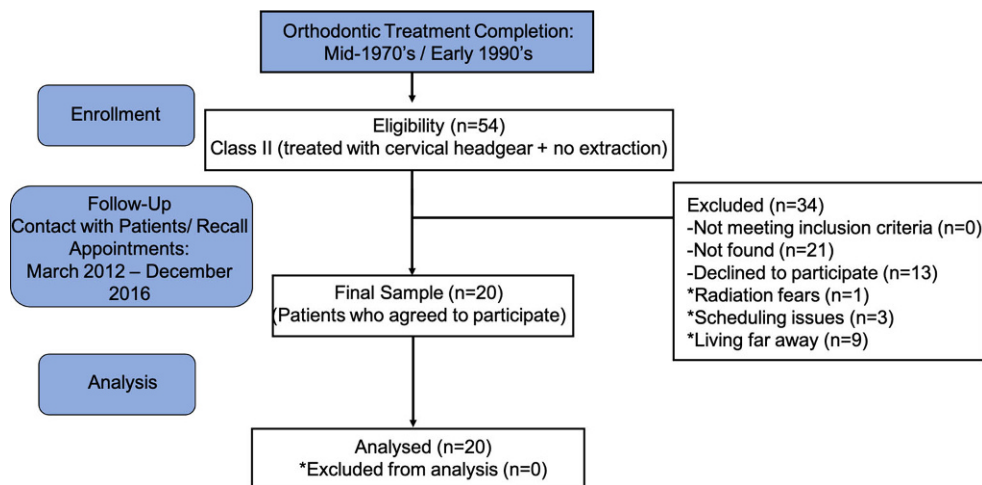 Orthodontic Treatment Completion:
Mid-1970's / Early 1990's
Enrollment
Eligibility (n=54)
Class II (treated with cervical headgear + no extraction)
Follow-Up
Contact with Patients/ Recall
Appointments:
March 2012 – December
2016
Excluded (n=34)
-Not meeting inclusion criteria (n=0)
-Not found (n=21)
-Declined to participate (n=13)
*Radiation fears (n=1)
*Scheduling issues (n=3)
*Living far away (n=9)
Final Sample (n=20)
(Patients who agreed to participate)
Analysis
Analysed (n=20)
*Excluded from analysis (n=0)